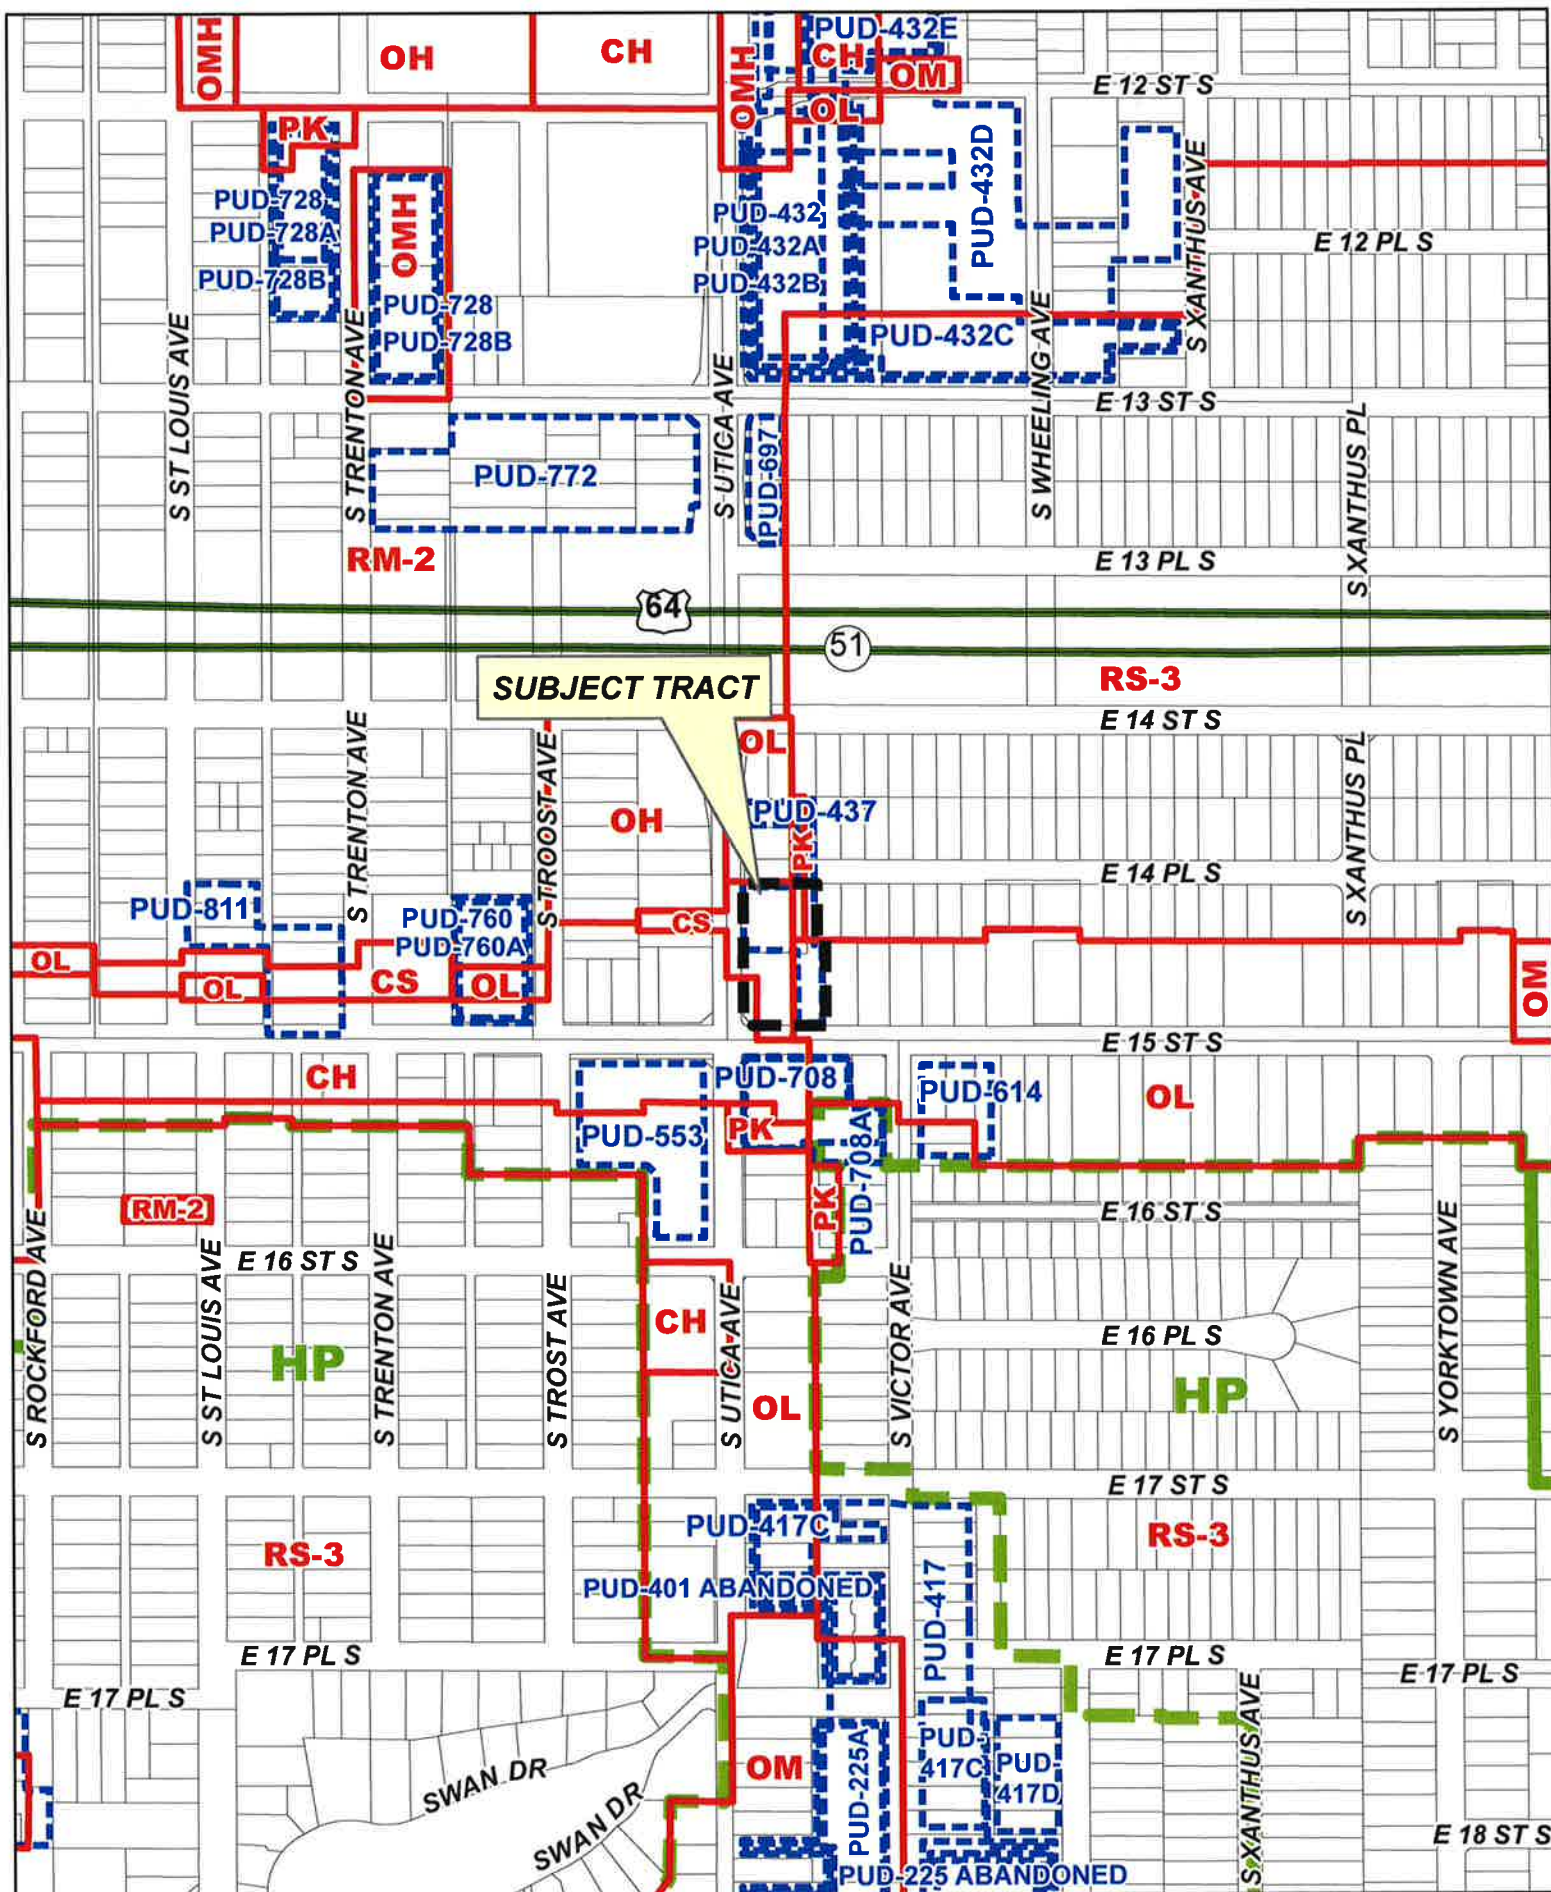 PUD-432E
OMH
OH
CH
OMH
CH
OM
E 12 ST S
OL
PK
PUD-432D
S XANTHUS AVE
PUD-728
PUD-728A
PUD-728B
OMH
PUD-432
PUD-432A
PUD-432B
E 12 PL S
PUD-728
PUD-728B
PUD-432C
S ST LOUIS AVE
S TRENTON AVE
S UTICA AVE
S WHEELING AVE
E 13 ST S
PUD-772
PUD-697
S XANTHUS PL
RM-2
E 13 PL S
64
51
SUBJECT TRACT
RS-3
E 14 ST S
OL
S TRENTON AVE
S TROOST AVE
S XANTHUS PL
OH
PUD-437
PK
E 14 PL S
PUD-811
PUD-760
PUD-760A
CS
OL
OL
CS
OL
OM
E 15 ST S
CH
PUD-708
PUD-614
OL
PUD-553
PK
PUD-708A
RM-2
PK
E 16 ST S
S ROCKFORD AVE
S ST LOUIS AVE
E 16 ST S
S TRENTON AVE
S TROST AVE
CH
S UTICA AVE
S VICTOR AVE
E 16 PL S
S YORKTOWN AVE
HP
HP
OL
E 17 ST S
PUD-417C
RS-3
RS-3
PUD-401 ABANDONED
PUD-417
E 17 PL S
E 17 PL S
E 17 PL S
E 17 PL S
S XANTHUS AVE
SWAN DR
OM
PUD-225A
PUD-
417C
PUD-
417D
SWAN DR
E 18 ST S
PUD-225 ABANDONED